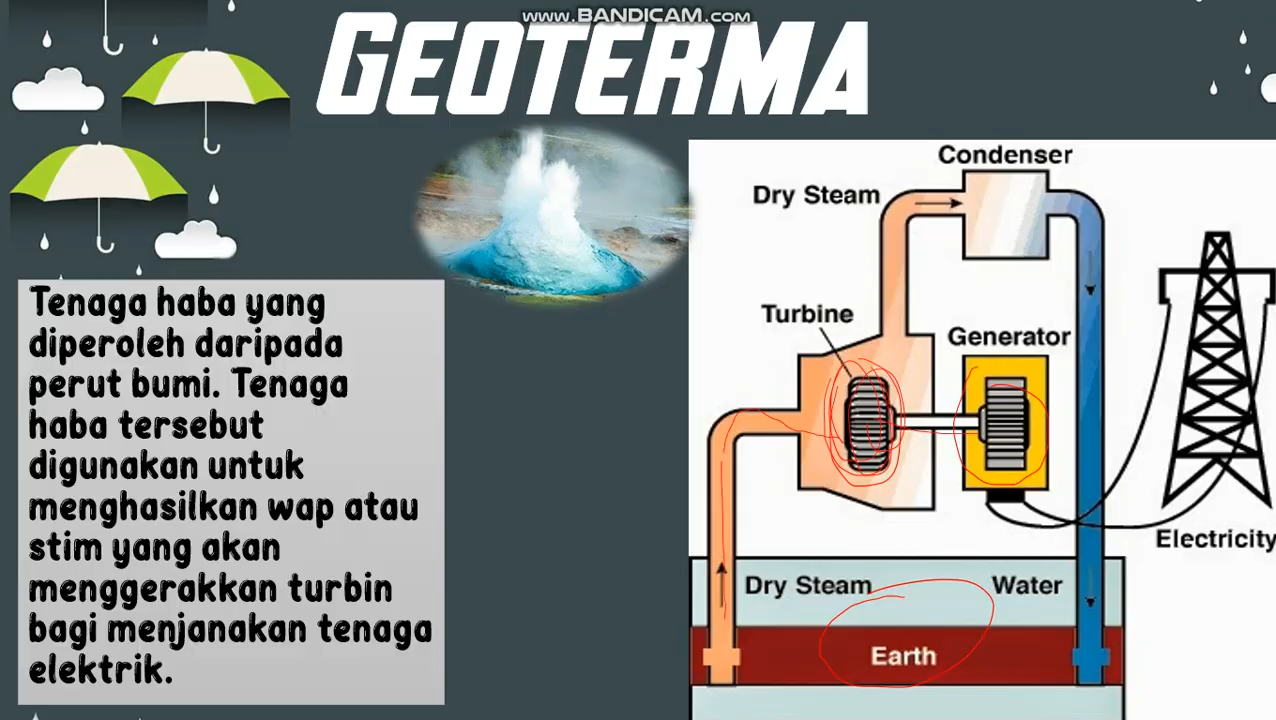 www.BANDICAM.com
GEOTERMA
Tenaga haba yang
diperoleh daripada
perut bumi. Tenaga
haba tersebut
digunakan untuk
menghasilkan wap atau
stim yang akan
menggerakkan turbin
bagi menjanakan tenaga
elektrik.
Condenser
Dry Steam
Turbine
Generator
Electricity
Dry Steam
Water
Earth